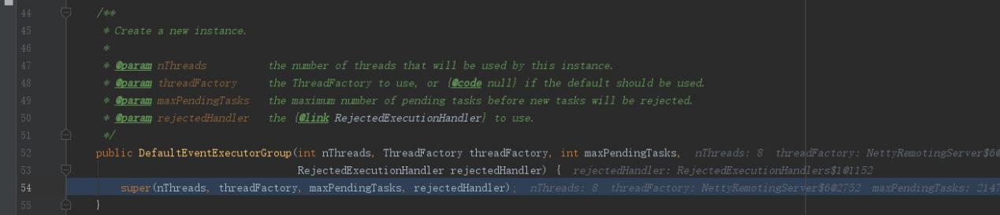 44 /**
45 * Create a new instance.
46 *
47 * @param nThreads the number of threads that will be used by this instance.
48 * @param threadFactory the ThreadFactory to use, or {@code null} if the default should be used.
49 * @param maxPendingTasks the maximum number of pending tasks before new tasks will be rejected.
50 * @param rejectedHandler the {@link RejectedExecutionHandler} to use.
51 */
52 public DefaultEventExecutorGroup(int nThreads, ThreadFactory threadFactory, int maxPendingTasks, nThreads: 8 threadFactory: NettyRemotingServer$6@
53 RejectedExecutionHandler rejectedHandler) { rejectedHandler: RejectedExecutionHandlers$1@1152
54 super(nThreads, threadFactory, maxPendingTasks, rejectedHandler); nThreads: 8 threadFactory: NettyRemotingServer$6@2752 maxPendingTasks: 2147
55 }